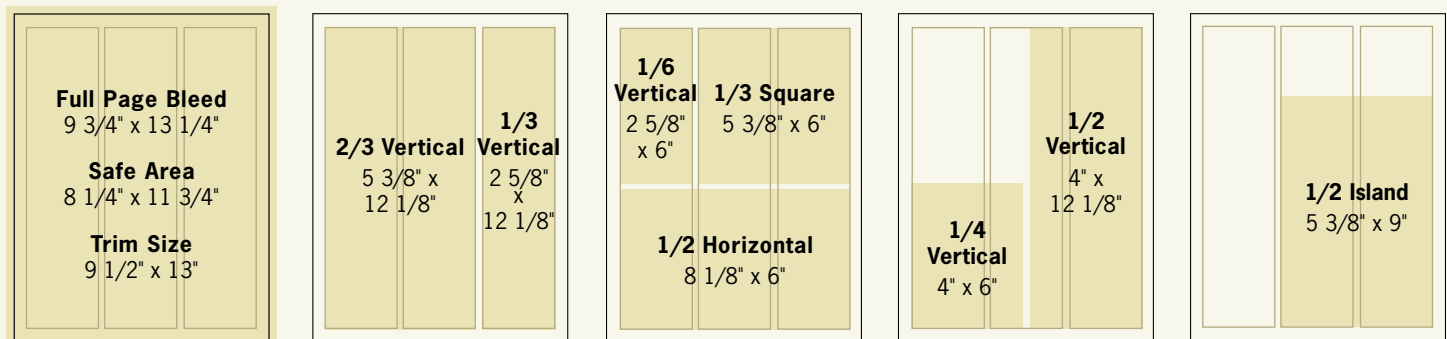 Full Page Bleed
9 3/4" x 13 1/4"
Safe Area
8 1/4" x 11 3/4"
Trim Size
9 1/2" x 13"
2/3 Vertical
5 3/8" x
12 1/8"
1/3
Vertical
2 5/8"
x
12 1/8"
1/6
Vertical
2 5/8"
x 6"
1/3 Square
5 3/8" x 6"
1/2 Horizontal
8 1/8" x 6"
1/4
Vertical
4" x 6"
1/2
Vertical
4" x
12 1/8"
1/2 Island
5 3/8" x 9"